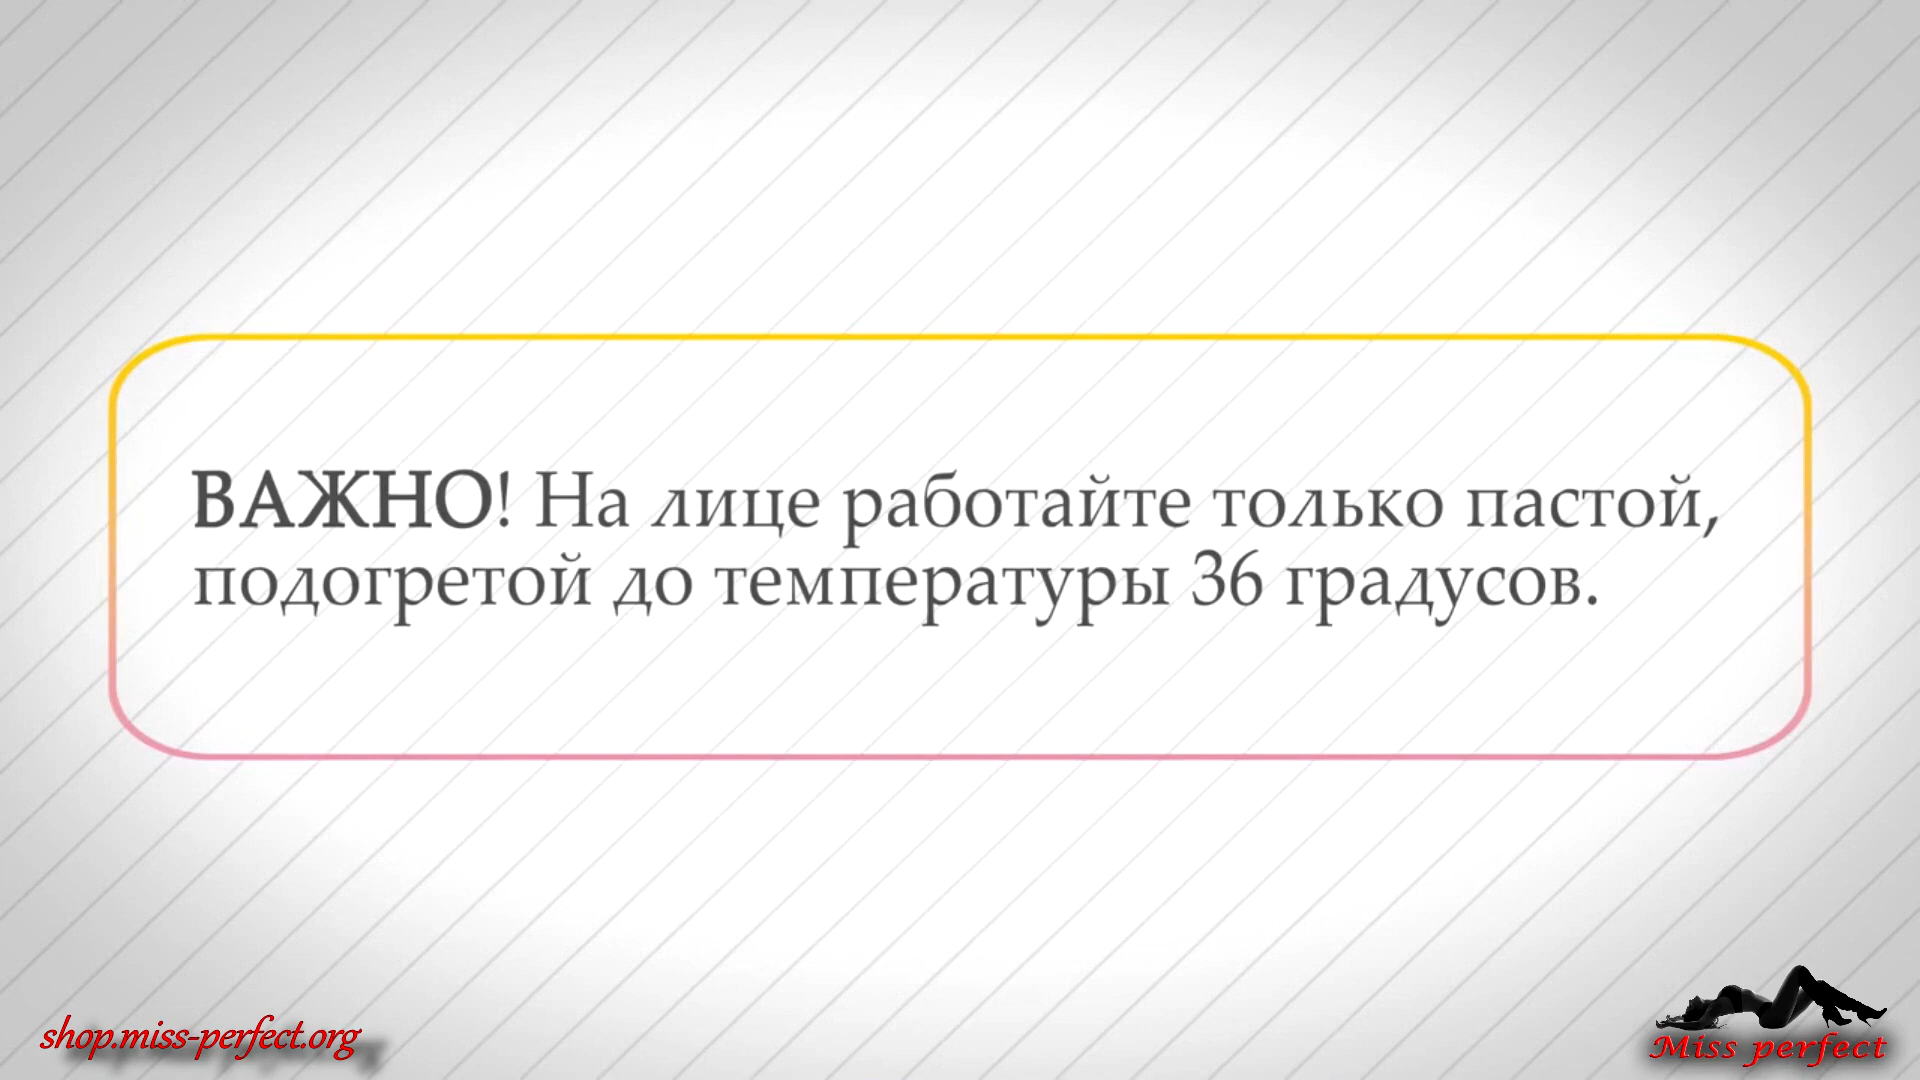 ВАЖНО! На лице работайте только пастой,
подогретой до температуры 36 градусов.
shop.miss-perfect.org
Miss perfect